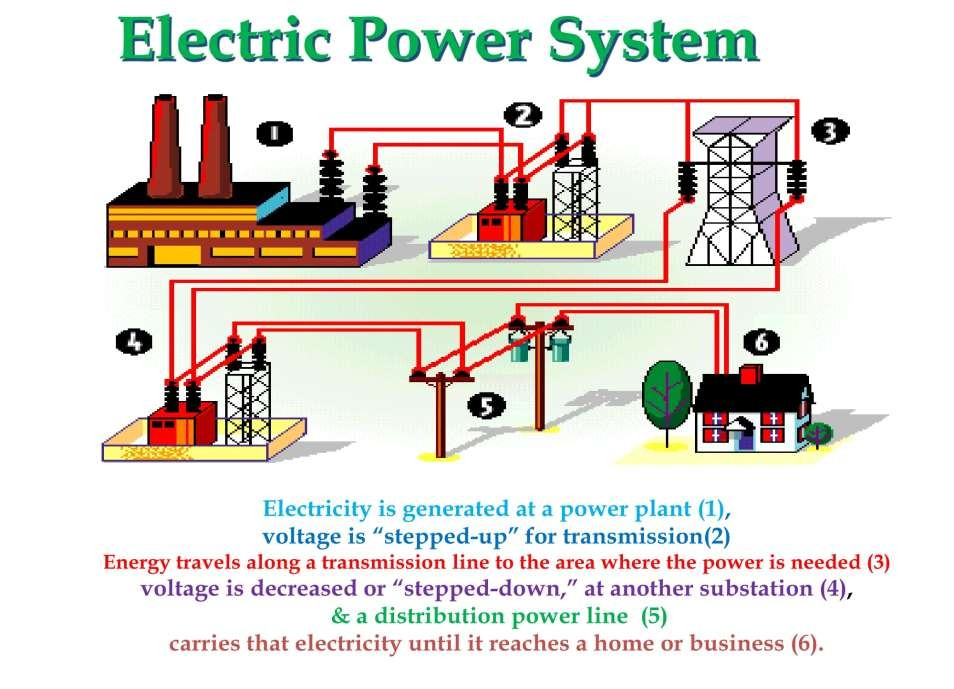 Electric Power System
1
2
3
4
5
6
Electricity is generated at a power plant (1),
voltage is “stepped-up” for transmission(2)
Energy travels along a transmission line to the area where the power is needed (3)
voltage is decreased or “stepped-down,” at another substation (4),
& a distribution power line  (5)
carries that electricity until it reaches a home or business (6).